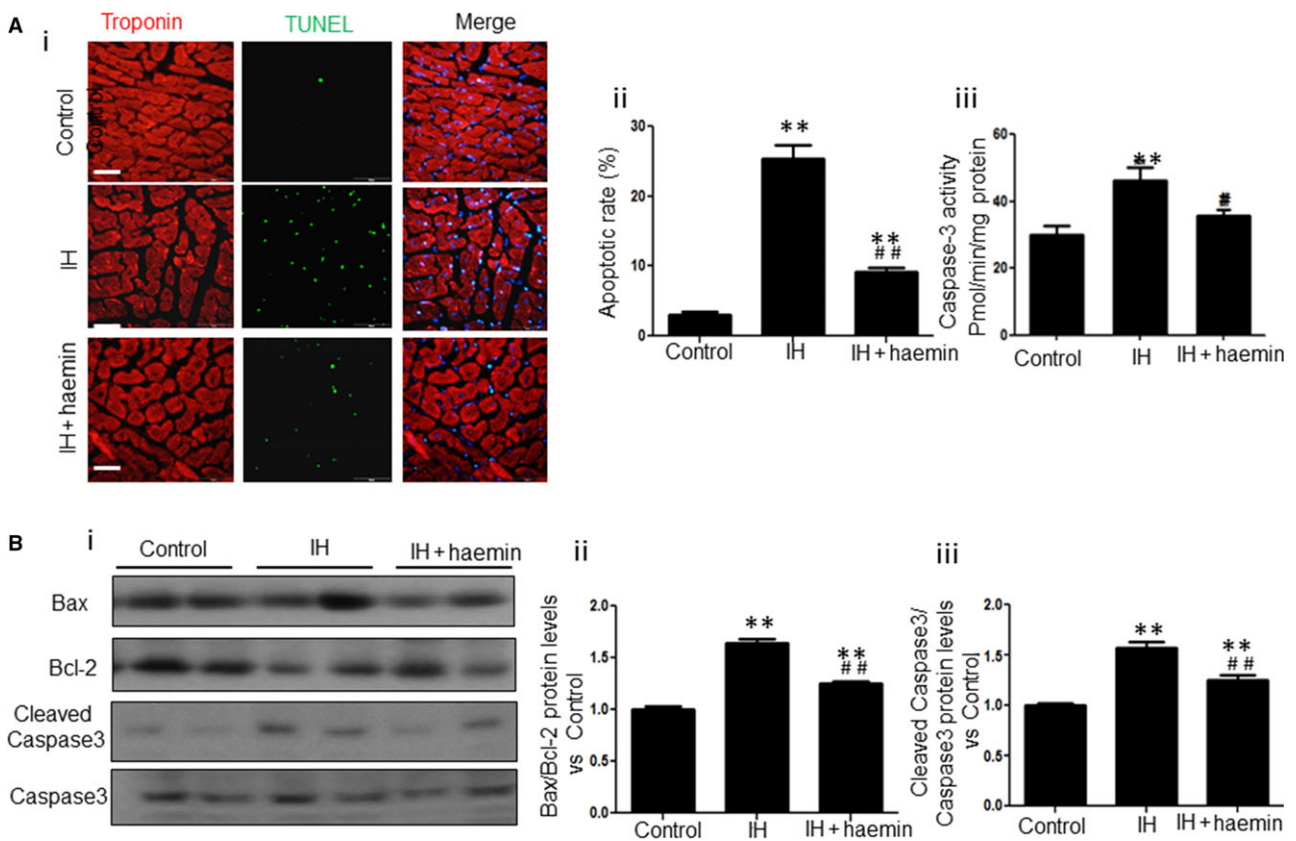 A
i
Troponin
TUNEL
Merge
Control
Control
IH
IH + haemin
ii
Apoptotic rate (%)
30
20
10
0
**
**
##
Control
IH
IH + haemin
iii
Caspase-3 activity
Pmol/min/mg protein
60
40
20
0
**
#
Control
IH
IH + haemin
B
i
Control
IH
IH + haemin
Bax
Bcl-2
Cleaved
Caspase3
Caspase3
ii
Bax/Bcl-2 protein levels
vs Control
2.0
1.5
1.0
0.5
0.0
**
**
##
Control
IH
IH + haemin
iii
Cleaved Caspase3/
Caspase3 protein levels
vs Control
2.0
1.5
1.0
0.5
0.0
**
**
##
Control
IH
IH + haemin